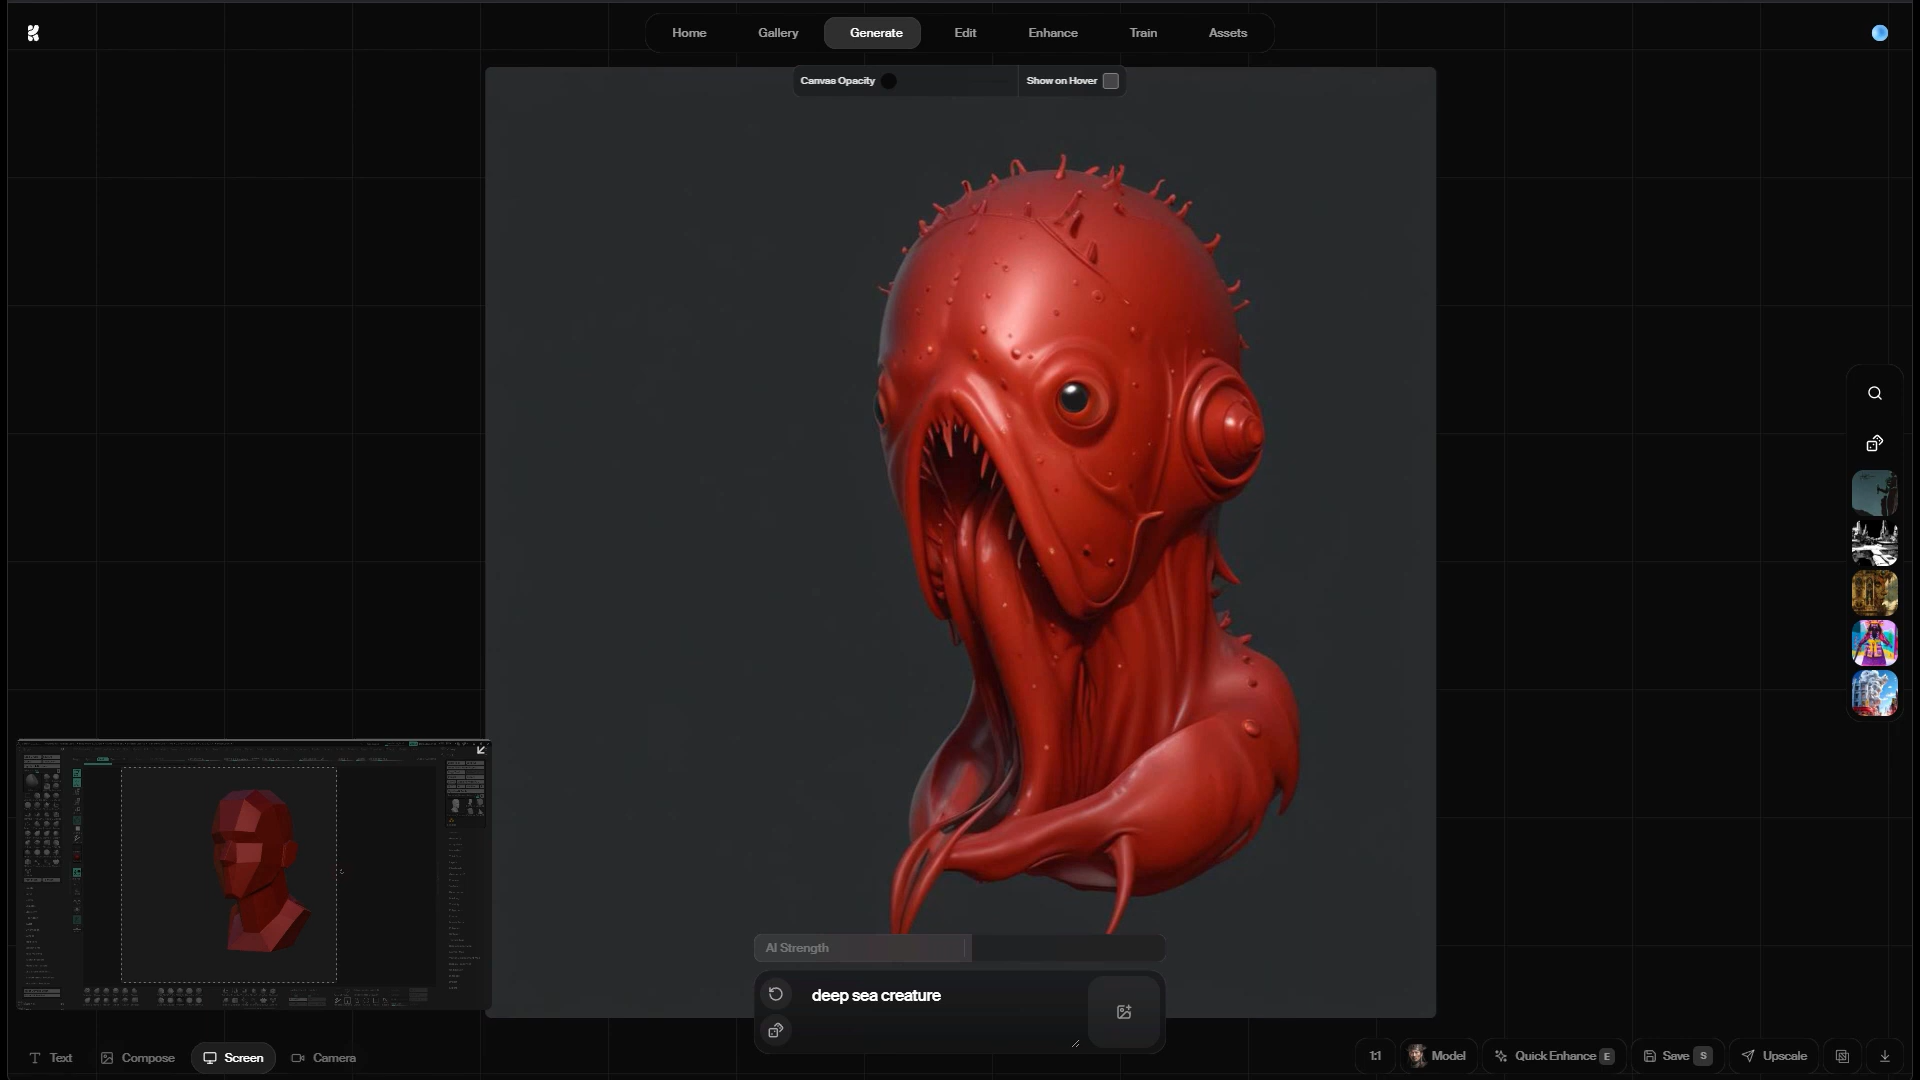 Home Gallery Generate Edit Enhance Train Assets
Canvas Opacity Show on Hover
AI Strength
deep sea creature
Text Compose Screen Camera
1:1 Model Quick Enhance E Save S Upscale